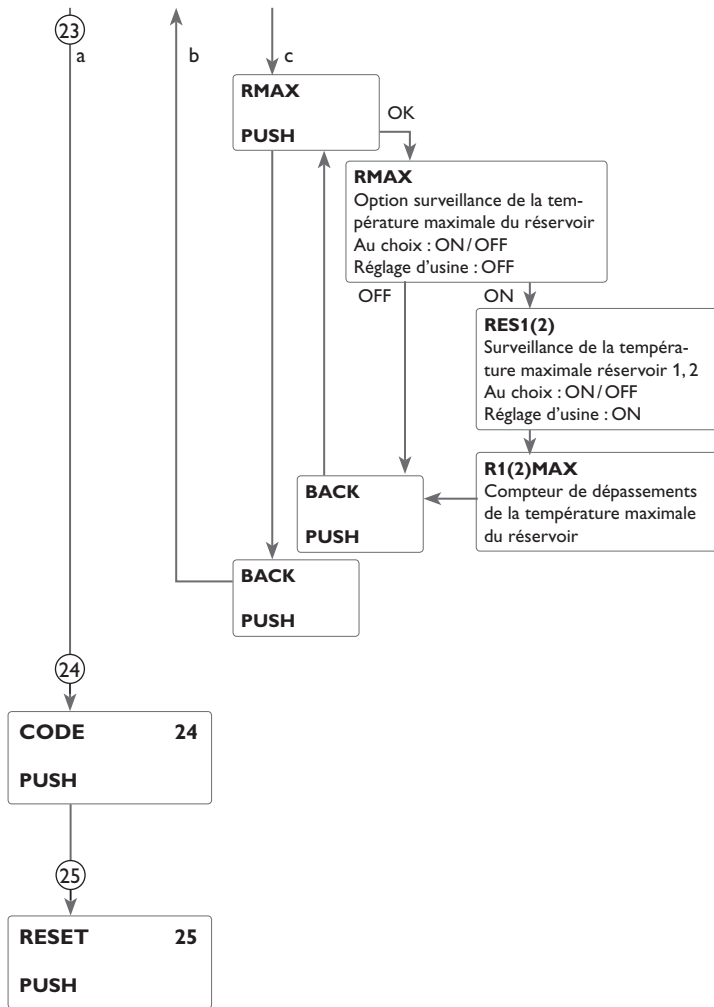 23
a
b
c
RMAX
PUSH
OK
RMAX
Option surveillance de la tem-
pérature maximale du réservoir
Au choix : ON/OFF
Réglage d'usine : OFF
OFF
ON
RES1(2)
Surveillance de la tempéra-
ture maximale réservoir 1, 2
Au choix : ON/OFF
Réglage d'usine : ON
R1(2)MAX
Compteur de dépassements
de la température maximale
du réservoir
BACK
PUSH
BACK
PUSH
24
CODE 24
PUSH
25
RESET 25
PUSH